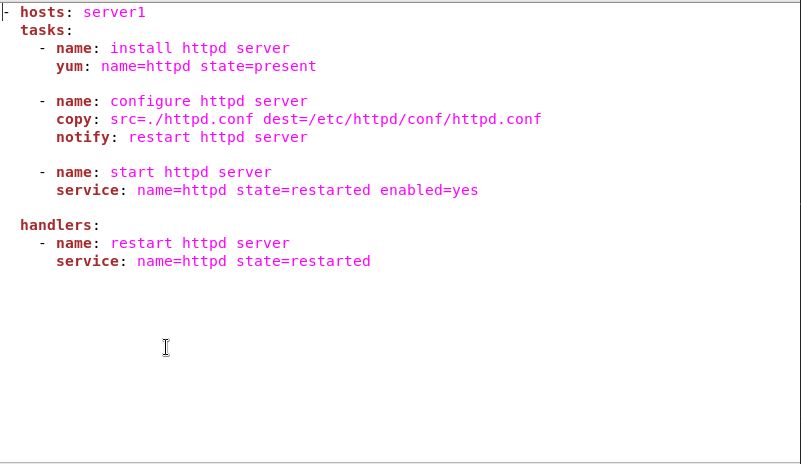 - hosts: server1
  tasks:
    - name: install httpd server
      yum: name=httpd state=present

    - name: configure httpd server
      copy: src=./httpd.conf dest=/etc/httpd/conf/httpd.conf
      notify: restart httpd server

    - name: start httpd server
      service: name=httpd state=restarted enabled=yes

  handlers:
    - name: restart httpd server
      service: name=httpd state=restarted